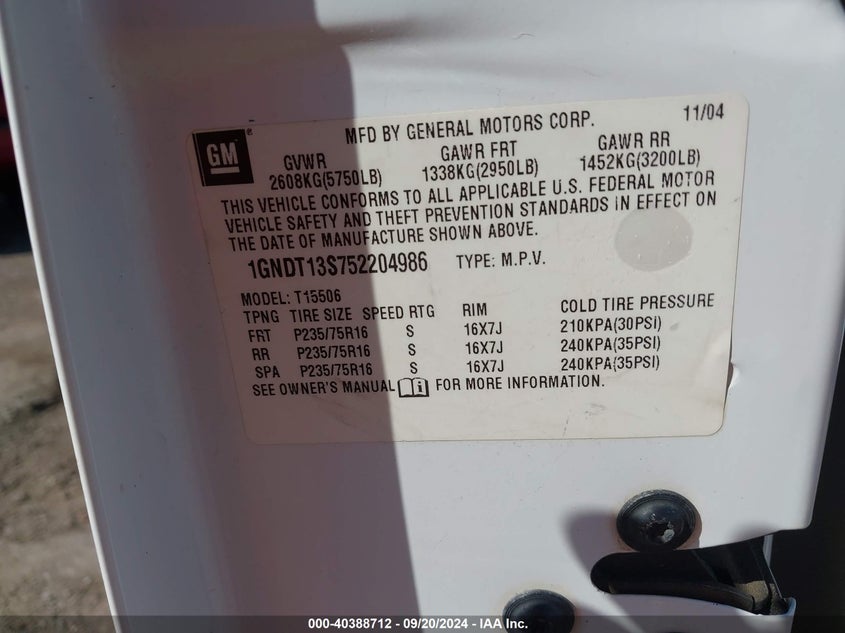 11/04
MFD BY GENERAL MOTORS CORP.
GM®
GVWR GAWR FRT GAWR RR
2608KG(5750LB) 1338KG(2950LB) 1452KG(3200LB)
THIS VEHICLE CONFORMS TO ALL APPLICABLE U.S. FEDERAL MOTOR
VEHICLE SAFETY AND THEFT PREVENTION STANDARDS IN EFFECT ON
THE DATE OF MANUFACTURE SHOWN ABOVE.
1GNDT13S752204986 TYPE: M.P.V.
MODEL: T15506
TPNG TIRE SIZE SPEED RTG RIM COLD TIRE PRESSURE
FRT P235/75R16 S 16X7J 210KPA(30PSI)
RR P235/75R16 S 16X7J 240KPA(35PSI)
SPA P235/75R16 S 16X7J 240KPA(35PSI)
SEE OWNER'S MANUAL i FOR MORE INFORMATION.
000-40388712 - 09/20/2024 - IAA Inc.